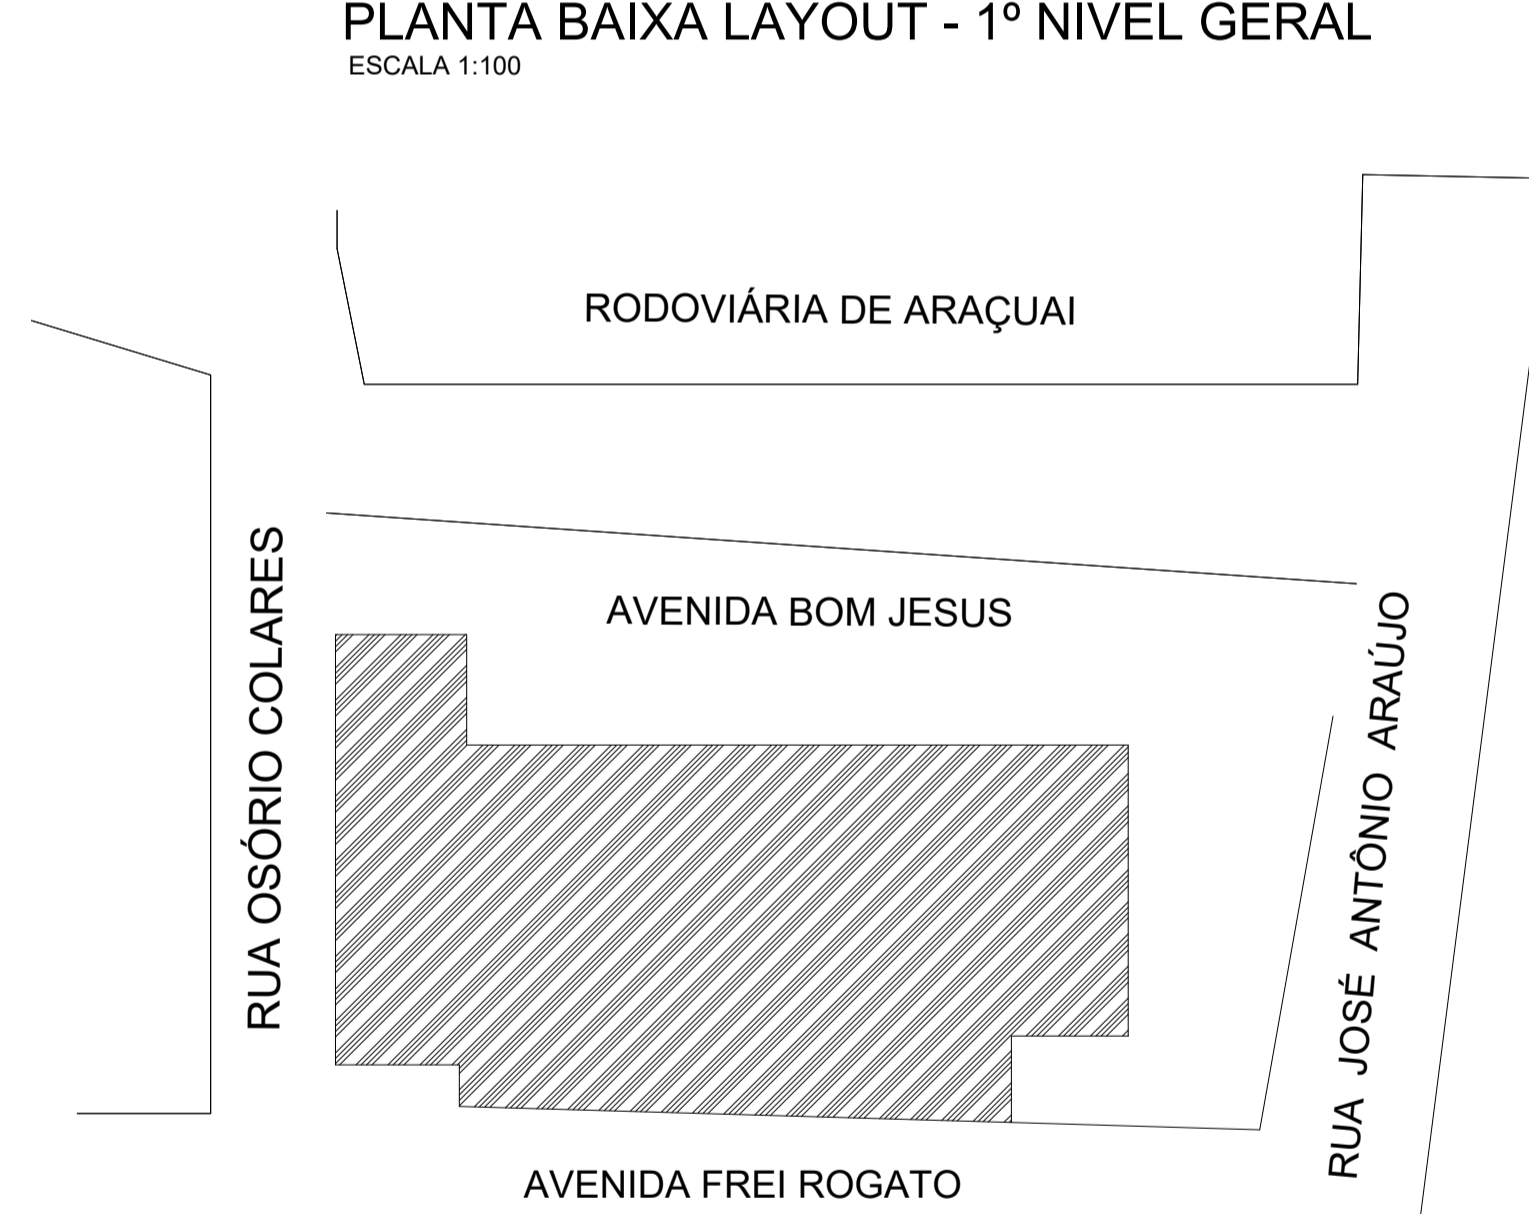 PLANTA BAIXA LAYOUT - 1º NÍVEL GERAL
ESCALA 1:100
RODOVIÁRIA DE ARAÇUAI
AVENIDA BOM JESUS
RUA OSÓRIO COLARES
RUA JOSÉ ANTÔNIO ARAÚJO
AVENIDA FREI ROGATO